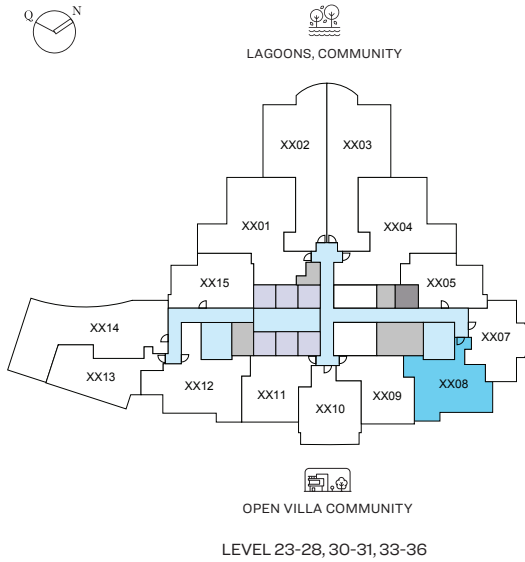 Q N
LAGOONS, COMMUNITY
XX02 XX03
XX01 XX04
XX15 XX05
XX14 XX07
XX13 XX12 XX11 XX10 XX09 XX08
OPEN VILLA COMMUNITY
LEVEL 23-28, 30-31, 33-36